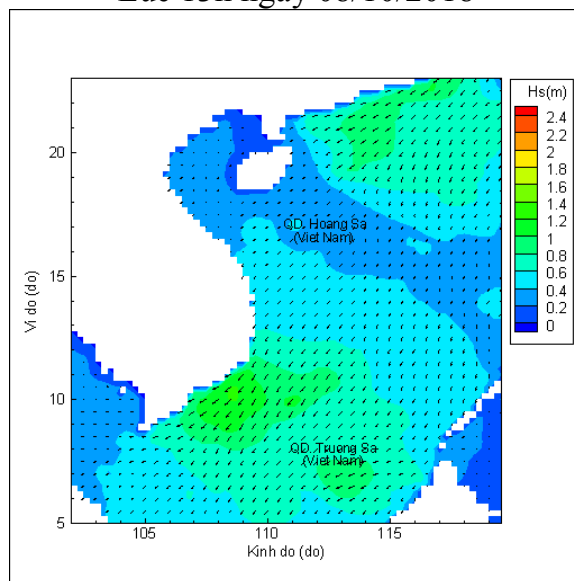 Hs(m)
2.4
2.2
2
1.8
1.6
1.4
1.2
1
0.8
0.6
0.4
0.2
0
20
15
10
5
Vi do (do)
QD. Hoang Sa
(Viet Nam)
QD. Truong Sa
(Viet Nam)
105
110
115
Kinh do (do)